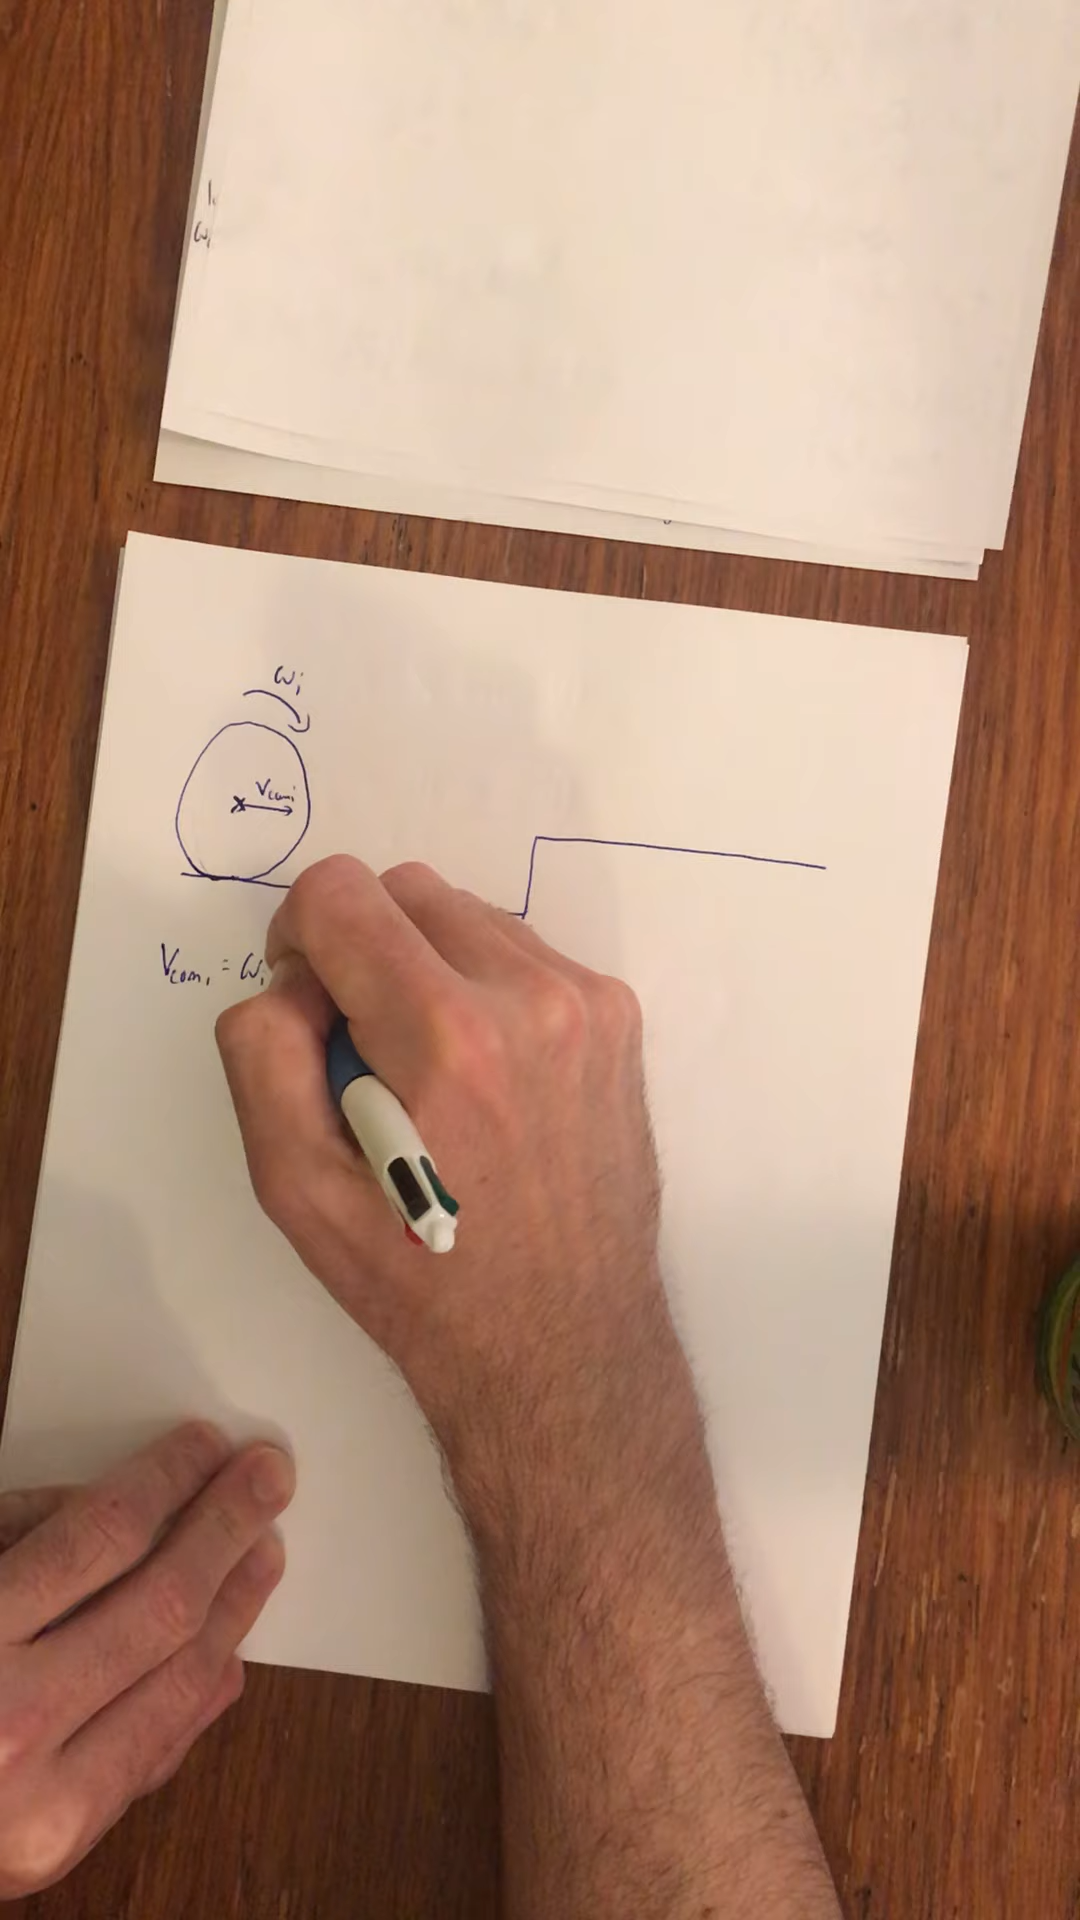 ωi
Vcomi
Vcomi = ωi